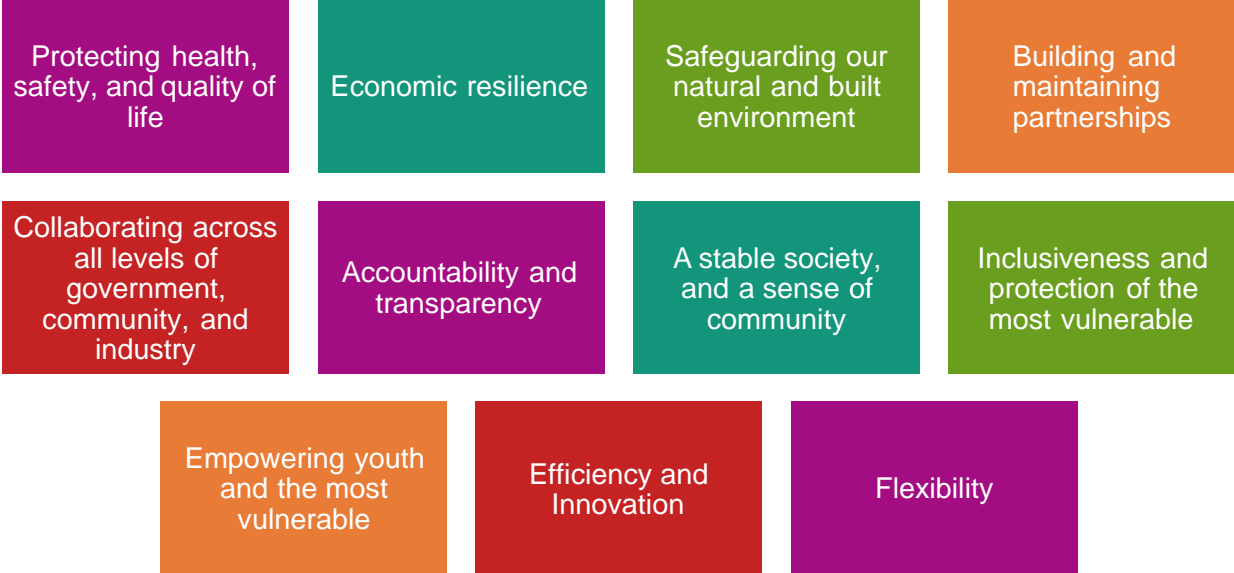 Protecting health,
safety, and quality of
life
Economic resilience
Safeguarding our
natural and built
environment
Building and
maintaining
partnerships
Collaborating across
all levels of
government,
community, and
industry
Accountability and
transparency
A stable society,
and a sense of
community
Inclusiveness and
protection of the
most vulnerable
Empowering youth
and the most
vulnerable
Efficiency and
Innovation
Flexibility